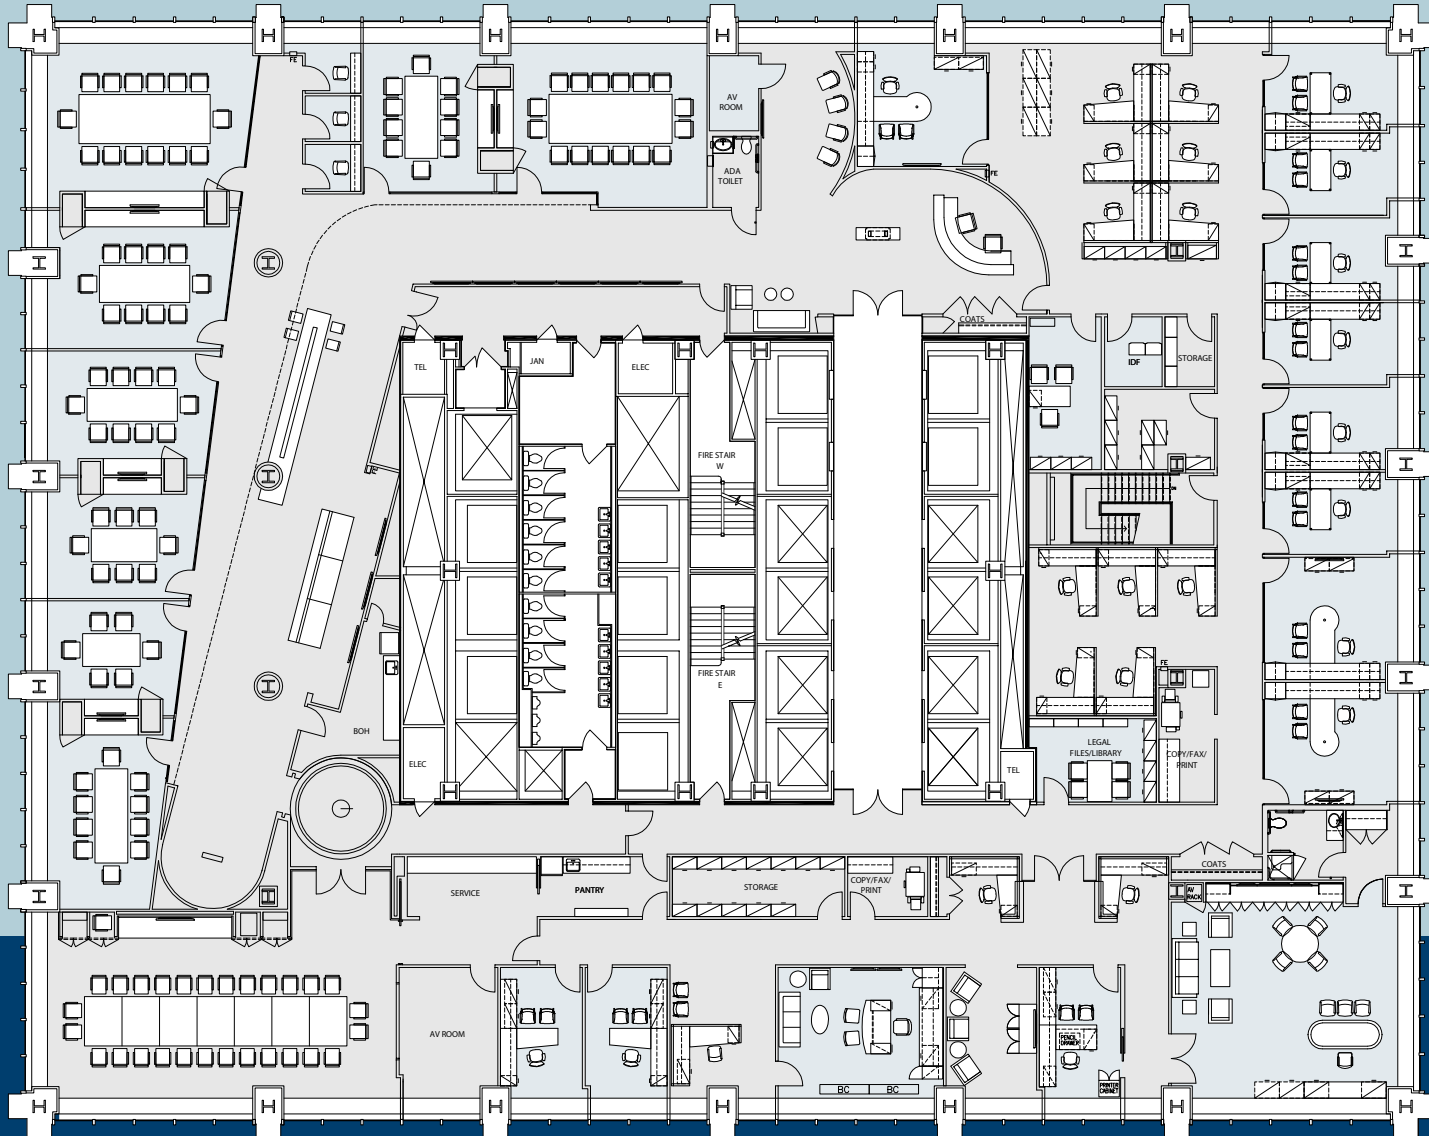 FE
AV
ROOM
ADA
TOILET
FE
COATS
TEL
JAN
ELEC
IDF
STORAGE
FIRE STAIR
W
FE
FIRE STAIR
E
FE
BOH
ELEC
TEL
LEGAL
FILES/LIBRARY
COPY/FAX/
PRINT
SERVICE
PANTRY
STORAGE
COPY/FAX/
PRINT
COATS
AV
RACK
AV ROOM
PENCIL
DRAWER
PRINTER
CABINET
BC
BC